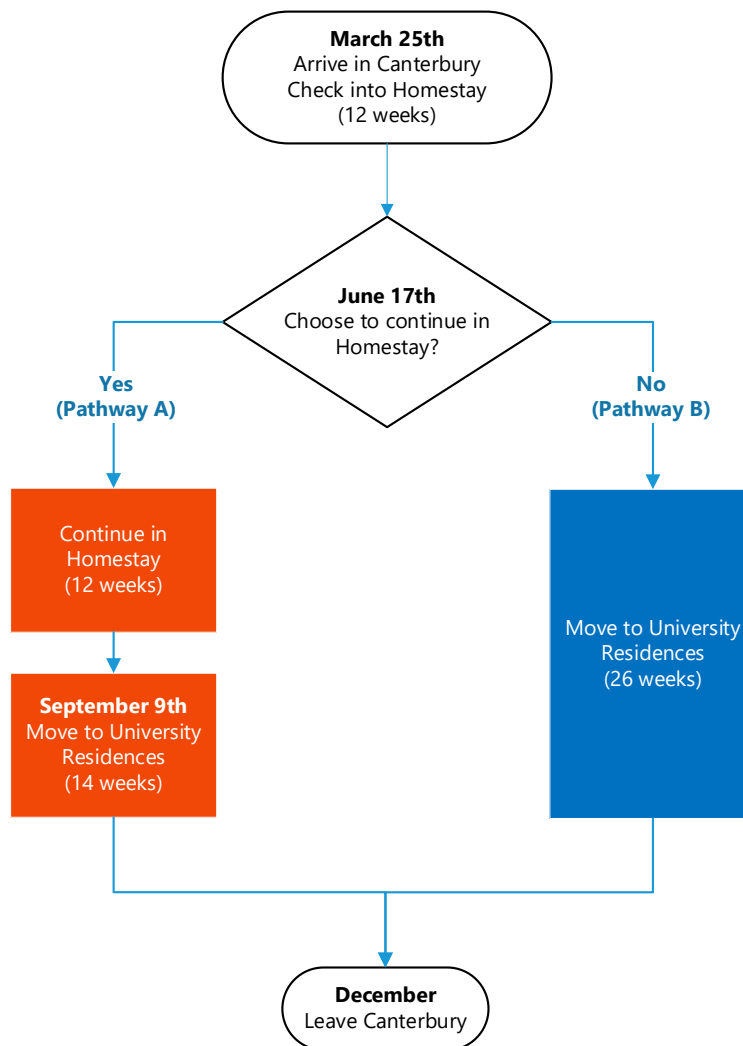 March 25th
Arrive in Canterbury
Check into Homestay
(12 weeks)
June 17th
Choose to continue in
Homestay?
Yes
(Pathway A)
No
(Pathway B)
Continue in
Homestay
(12 weeks)
September 9th
Move to University
Residences
(14 weeks)
Move to University
Residences
(26 weeks)
December
Leave Canterbury